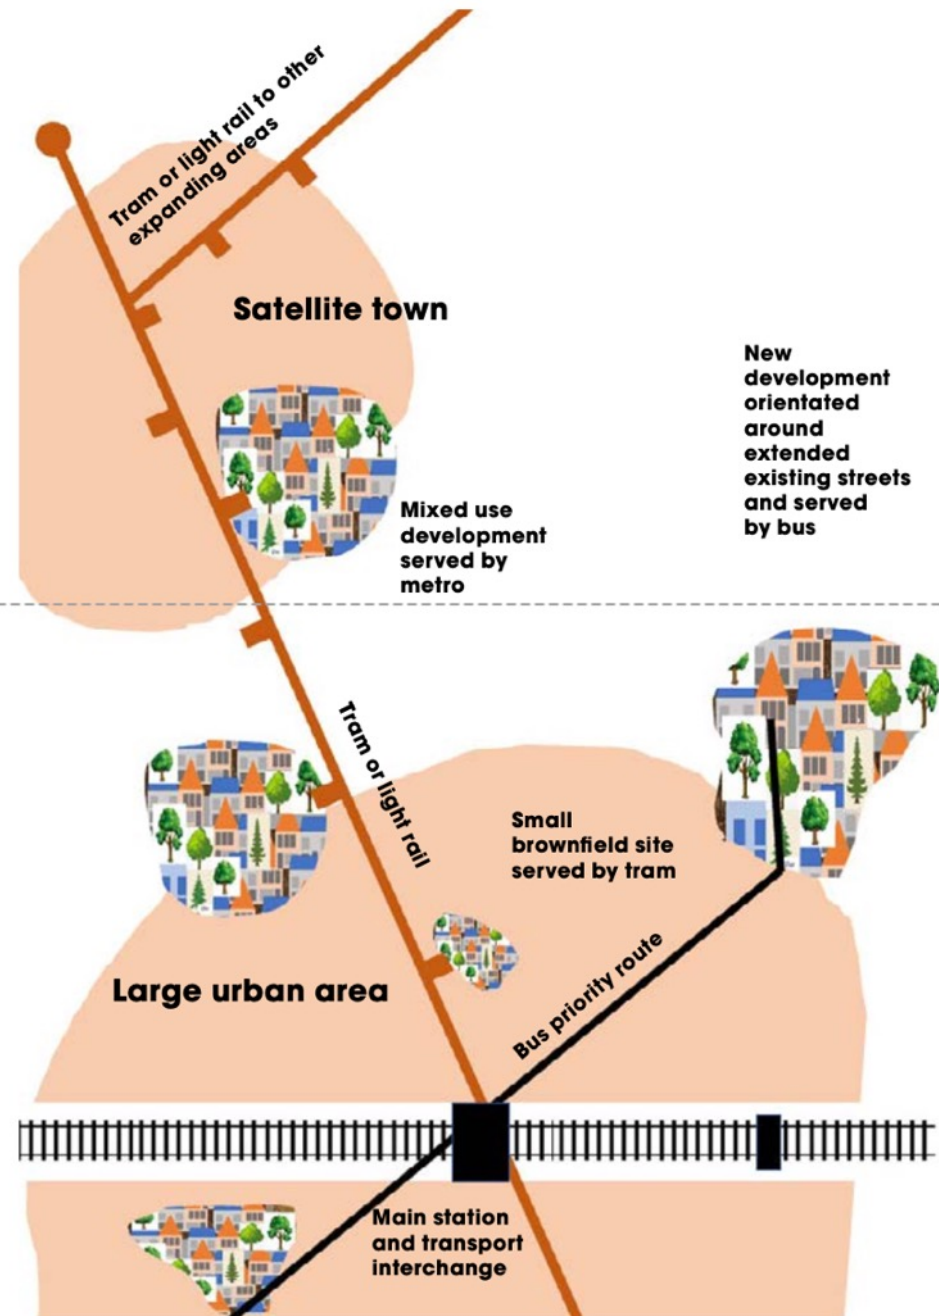 Tram or light rail to other
expanding areas
Satellite town
New
development
orientated
around
extended
existing streets
and served
by bus
Mixed use
development
served by
metro
Tram or light rail
Small
brownfield site
served by tram
Large urban area
Bus priority route
Main station
and transport
interchange